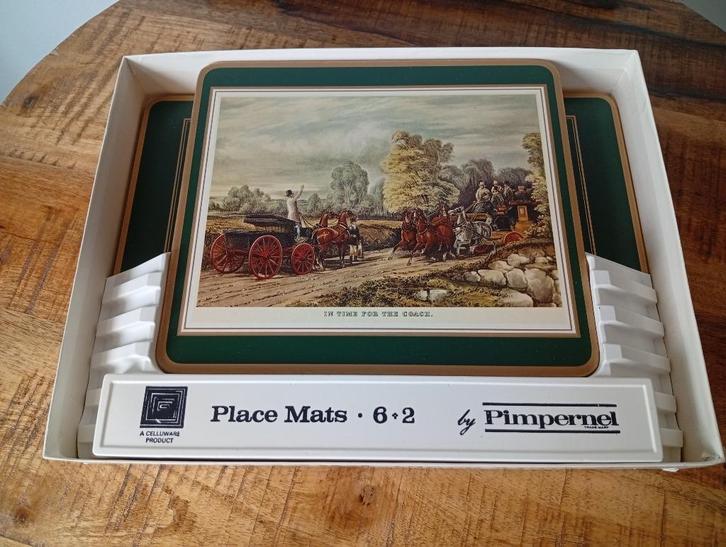 IN TIME FOR THE COACH.
Place Mats · 6+2
by Pimpernel
TRADE MARK
A CELLUWARE
PRODUCT